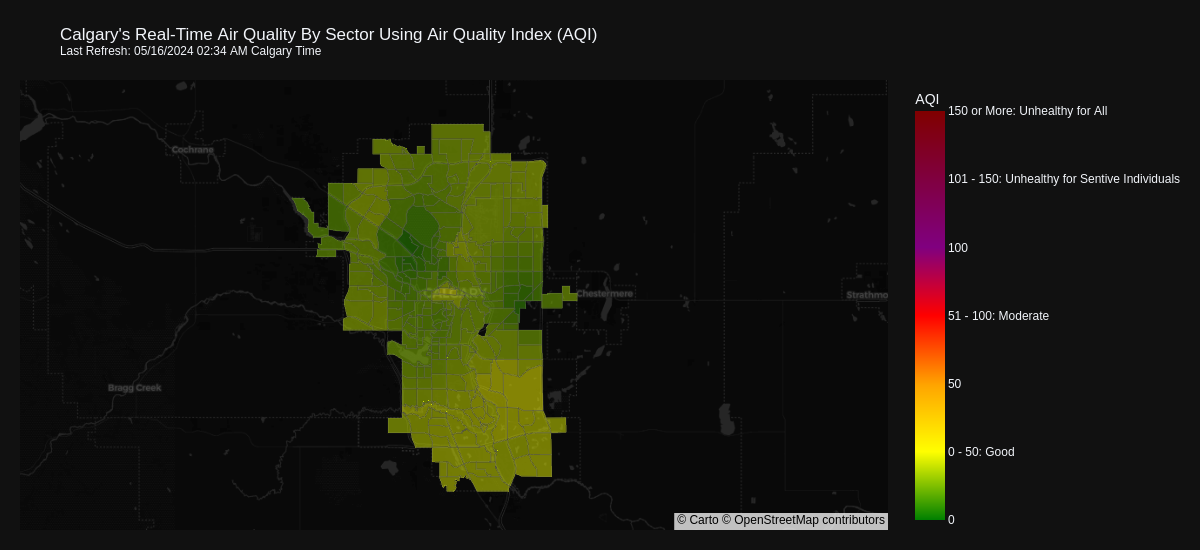 Calgary's Real-Time Air Quality By Sector Using Air Quality Index (AQI)
Last Refresh: 05/16/2024 02:34 AM Calgary Time
AQI
150 or More: Unhealthy for All
Cochrane
101 - 150: Unhealthy for Sentive Individuals
100
CALGARY
Chestermere
Strathmo
51 - 100: Moderate
50
Bragg Creek
0 - 50: Good
0
© Carto © OpenStreetMap contributors